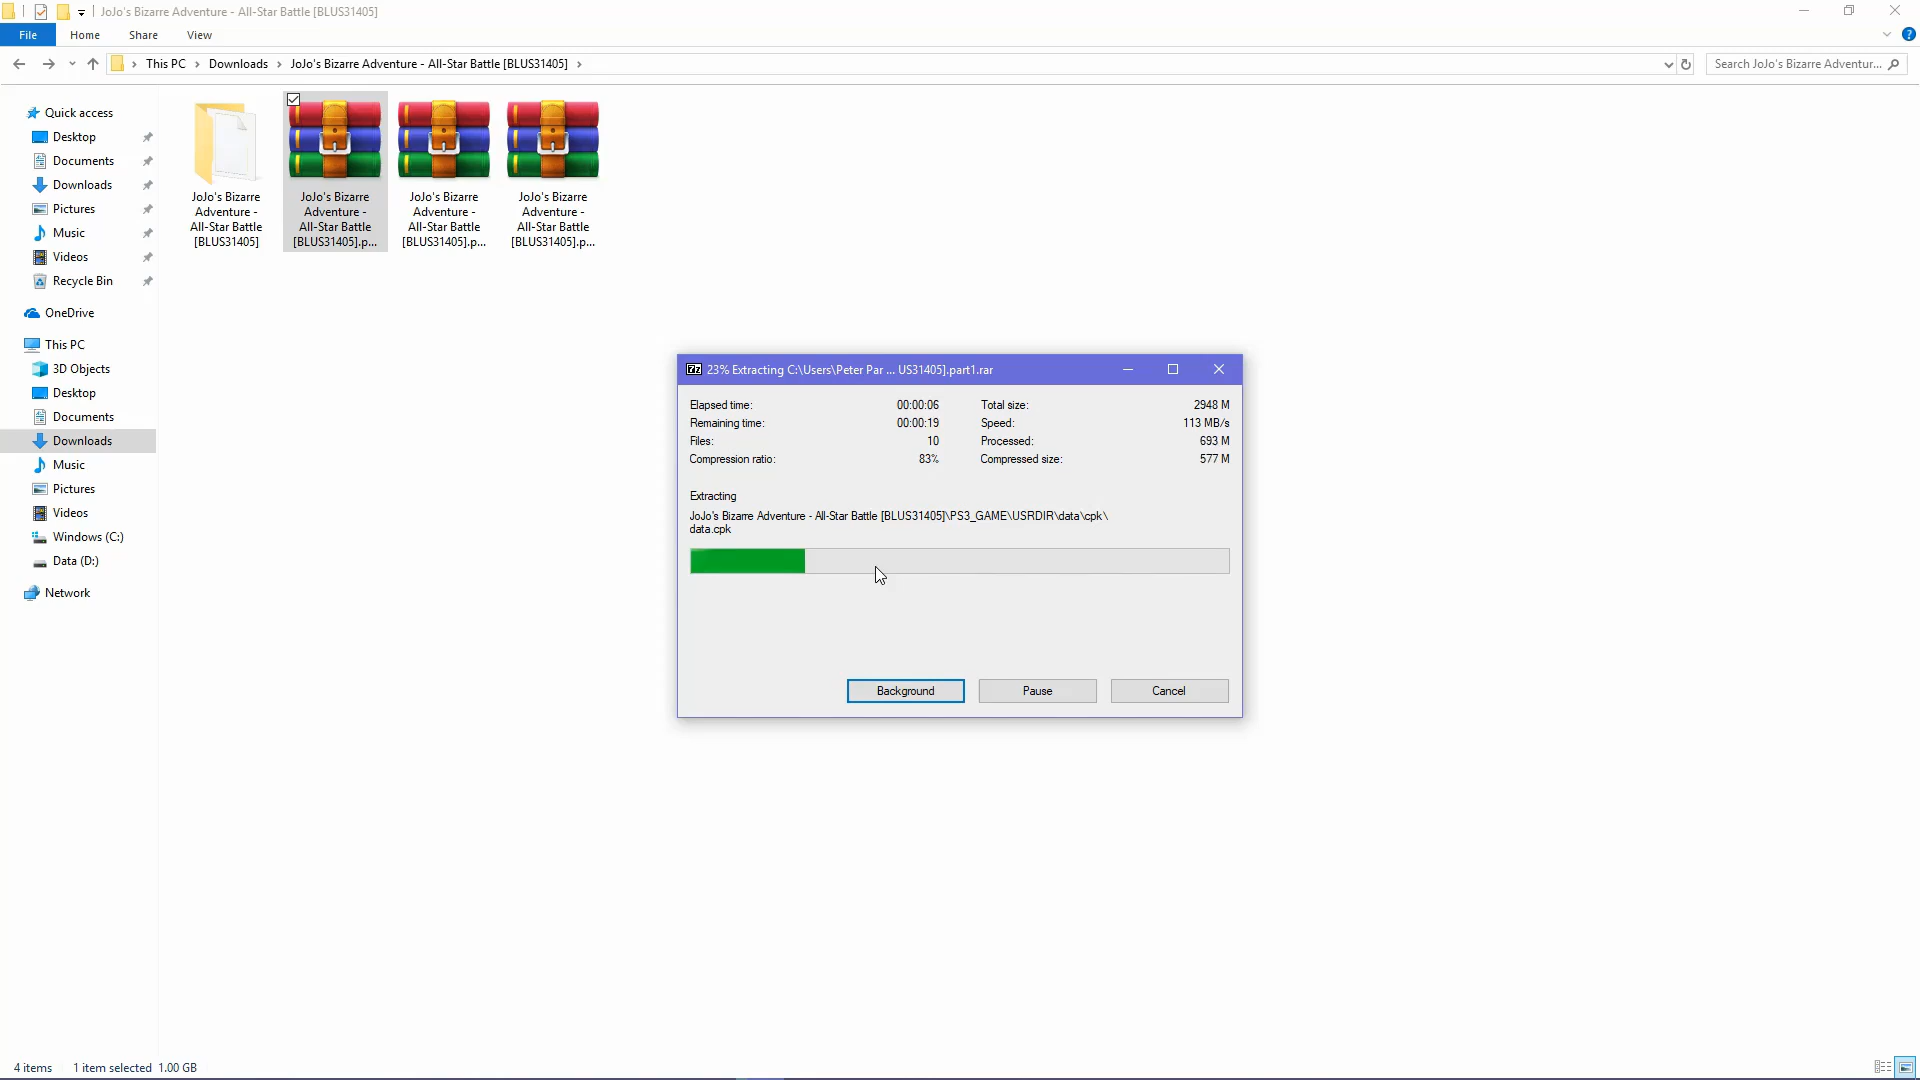 JoJo's Bizarre Adventure - All-Star Battle [BLUS31405]
File Home Share View
This PC Downloads JoJo's Bizarre Adventure - All-Star Battle [BLUS31405]
Search JoJo's Bizarre Adventur...
Quick access
Desktop
Documents
Downloads
Pictures
Music
Videos
Recycle Bin
OneDrive
This PC
3D Objects
Desktop
Documents
Downloads
Music
Pictures
Videos
Windows (C:)
Data (D:)
Network
JoJo's Bizarre
Adventure -
All-Star Battle
[BLUS31405]
JoJo's Bizarre
Adventure -
All-Star Battle
[BLUS31405].p...
JoJo's Bizarre
Adventure -
All-Star Battle
[BLUS31405].p...
JoJo's Bizarre
Adventure -
All-Star Battle
[BLUS31405].p...
7z 23% Extracting C:\Users\Peter Par ... US31405].part1.rar
Elapsed time: 00:00:06 Total size: 2948 M
Remaining time: 00:00:19 Speed: 113 MB/s
Files: 10 Processed: 693 M
Compression ratio: 83% Compressed size: 577 M
Extracting
JoJo's Bizarre Adventure - All-Star Battle [BLUS31405]\PS3_GAME\USRDIR\data\cpk\
data.cpk
Background Pause Cancel
4 items 1 item selected 1.00 GB